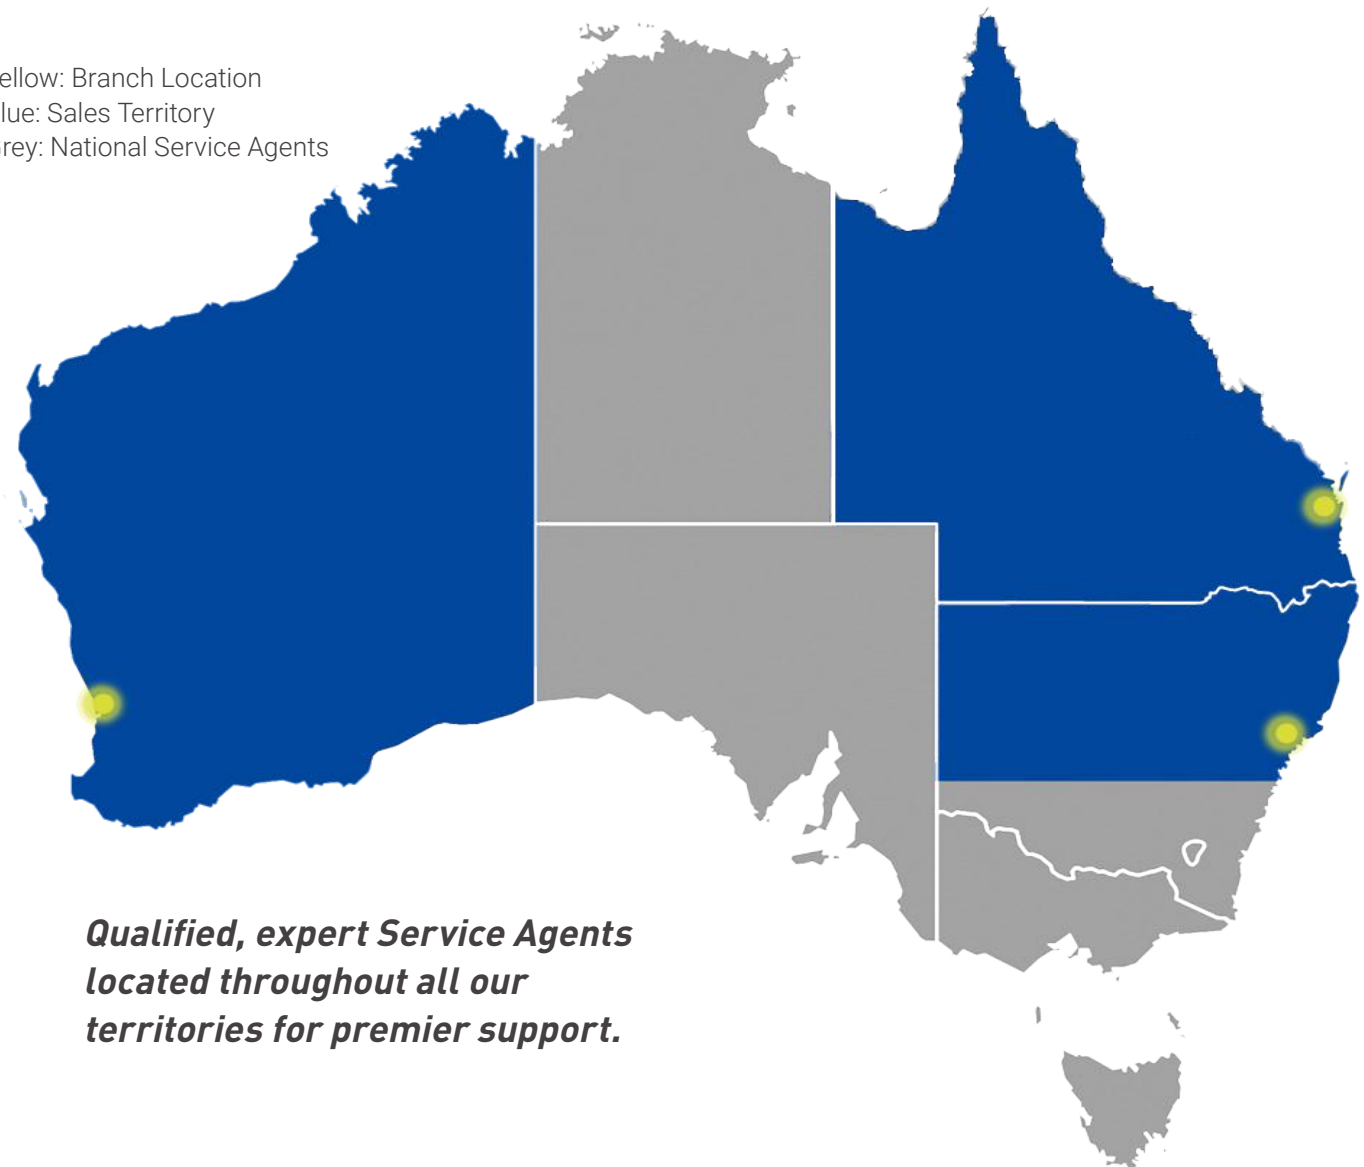 ellow: Branch Location
lue: Sales Territory
rey: National Service Agents
Qualified, expert Service Agents
located throughout all our
territories for premier support.